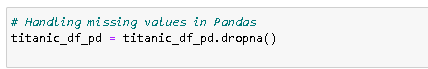 # Handling missing values in Pandas
titanic_df_pd = titanic_df_pd.dropna()